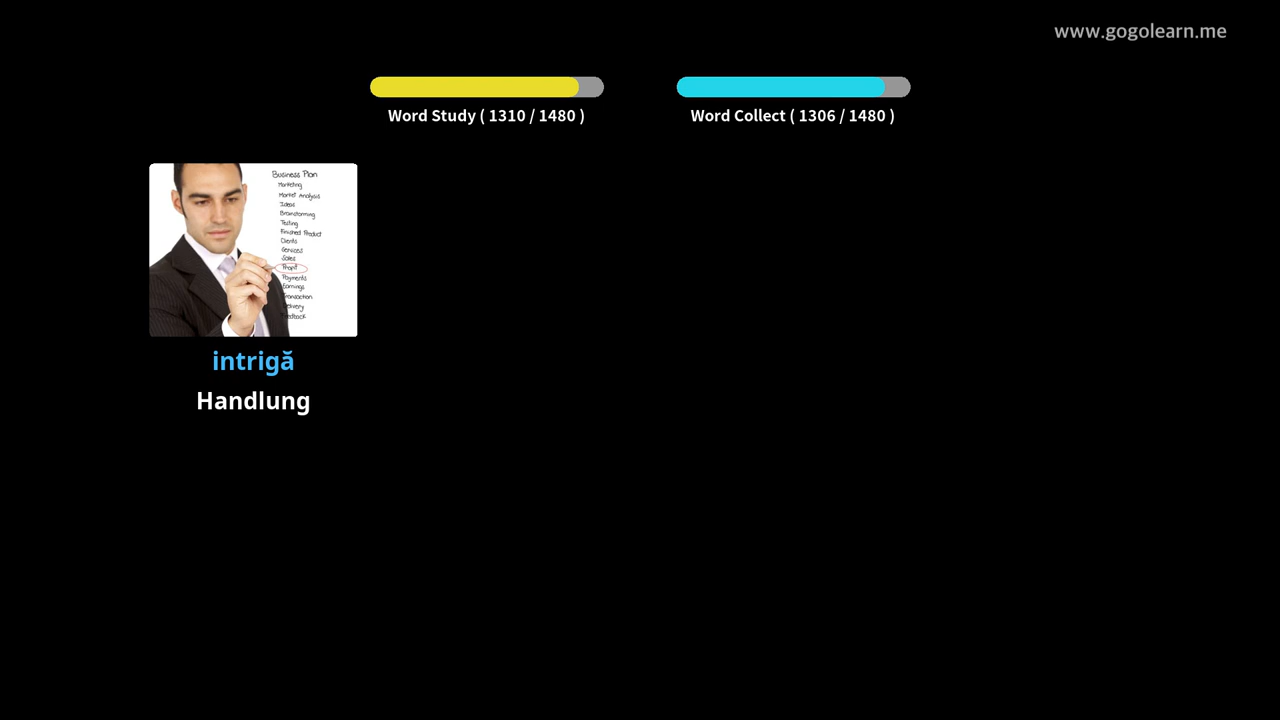 www.gogolearn.me
Word Study ( 1310 / 1480 )
Word Collect ( 1306 / 1480 )
Business Plan
Marketing
Market Analysis
Ideas
Brainstorming
Testing
Finished Product
Clients
Services
Sales
Profit
Payments
Earnings
Transaction
Delivery
Feedback
intrigă
Handlung